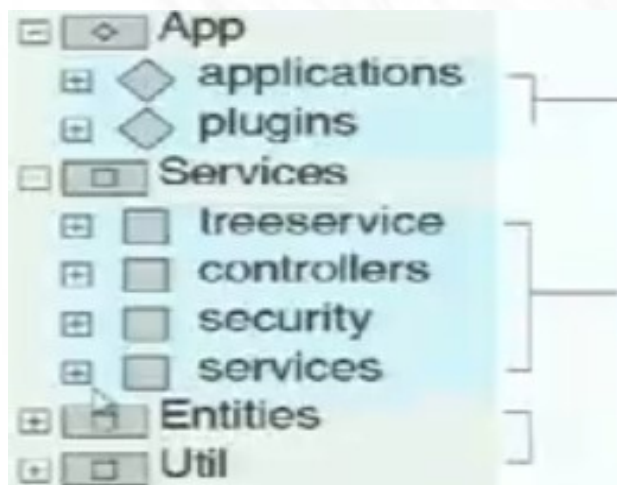 App
applications
plugins
Services
treeservice
controllers
security
services
Entities
Util